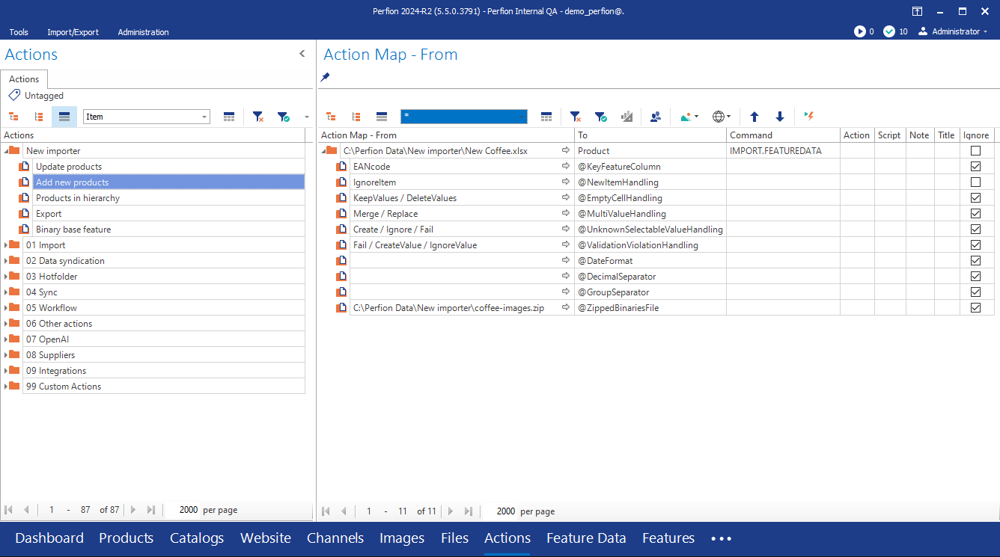 Perfion 2024-R2 (5.5.0.3791) - Perfion Internal QA - demo_perfion@.
Tools Import/Export Administration 0 10 Administrator
Actions
Action Map - From
Actions
Untagged
Item
*
Actions
Action Map - From To Command Action Script Note Title Ignore
New importer
C:\Perfion Data\New importer\New Coffee.xlsx Product IMPORT.FEATUREDATA
Update products
EANcode @KeyFeatureColumn
Add new products
IgnoreItem @NewItemHandling
Products in hierarchy
KeepValues / DeleteValues @EmptyCellHandling
Export
Merge / Replace @MultiValueHandling
Binary base feature
Create / Ignore / Fail @UnknownSelectableValueHandling
01 Import
Fail / CreateValue / IgnoreValue @ValidationViolationHandling
02 Data syndication
@DateFormat
03 Hotfolder
@DecimalSeparator
04 Sync
@GroupSeparator
05 Workflow
C:\Perfion Data\New importer\coffee-images.zip @ZippedBinariesFile
06 Other actions
07 OpenAI
08 Suppliers
09 Integrations
99 Custom Actions
1 - 87 of 87 2000 per page
1 - 11 of 11 2000 per page
Dashboard Products Catalogs Website Channels Images Files Actions Feature Data Features •••